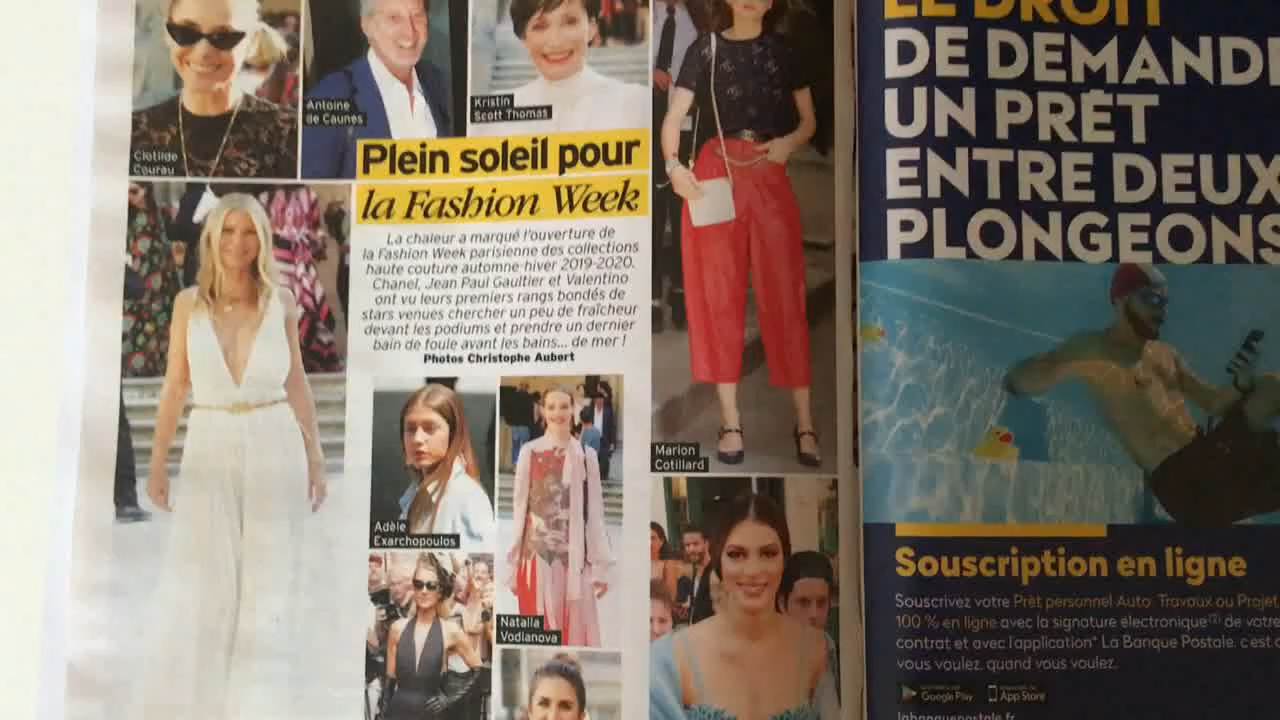 Clotilde
Courau
Antoine
de Caunes
Kristin
Scott Thomas
Plein soleil pour
la Fashion Week
La chaleur a marqué l'ouverture de
la Fashion Week parisienne des collections
haute couture automne-hiver 2019-2020.
Chanel, Jean Paul Gaultier et Valentino
ont vu leurs premiers rangs bondés de
stars venues chercher un peu de fraîcheur
devant les podiums et prendre un dernier
bain de foule avant les bains... de mer !
Photos Christophe Aubert
Adèle
Exarchopoulos
Natalia
Vodianova
Marion
Cotillard
LE DROIT
DE DEMANDE
UN PRÊT
ENTRE DEUX
PLONGEONS
Souscription en ligne
Souscrivez votre Prêt personnel Auto, Travaux ou Projet
100 % en ligne avec la signature électronique(2) de votre
contrat et avec l'application* La Banque Postale, c'est
vous voulez, quand vous voulez.
Google Play
App Store
labanquepostale.fr